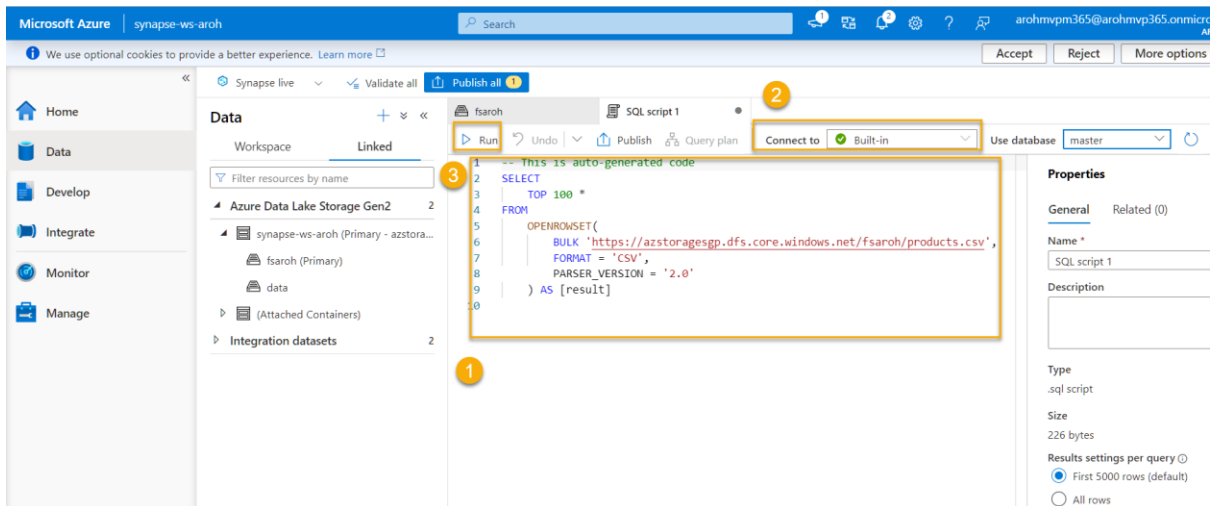 Microsoft Azure synapse-ws-aroh Search 2 ? arohmvpm365@arohmvp365.onmicro
We use optional cookies to provide a better experience. Learn more Accept Reject More options
« Synapse live Validate all Publish all 1
Home
Data
Develop
Integrate
Monitor
Manage
Data
Workspace Linked
Filter resources by name
Azure Data Lake Storage Gen2 2
synapse-ws-aroh (Primary - azstora...
fsaroh (Primary)
data
(Attached Containers)
Integration datasets 2
fsaroh SQL script 1
2
Run Undo Publish Query plan Connect to Built-in Use database master
3
1 -- This is auto-generated code
2 SELECT
3 TOP 100 *
4 FROM
5 OPENROWSET(
6 BULK 'https://azstoragesgp.dfs.core.windows.net/fsaroh/products.csv',
7 FORMAT = 'CSV',
8 PARSER_VERSION = '2.0'
9 ) AS [result]
10
1
Properties
General Related (0)
Name *
SQL script 1
Description
Type
.sql script
Size
226 bytes
Results settings per query
First 5000 rows (default)
All rows